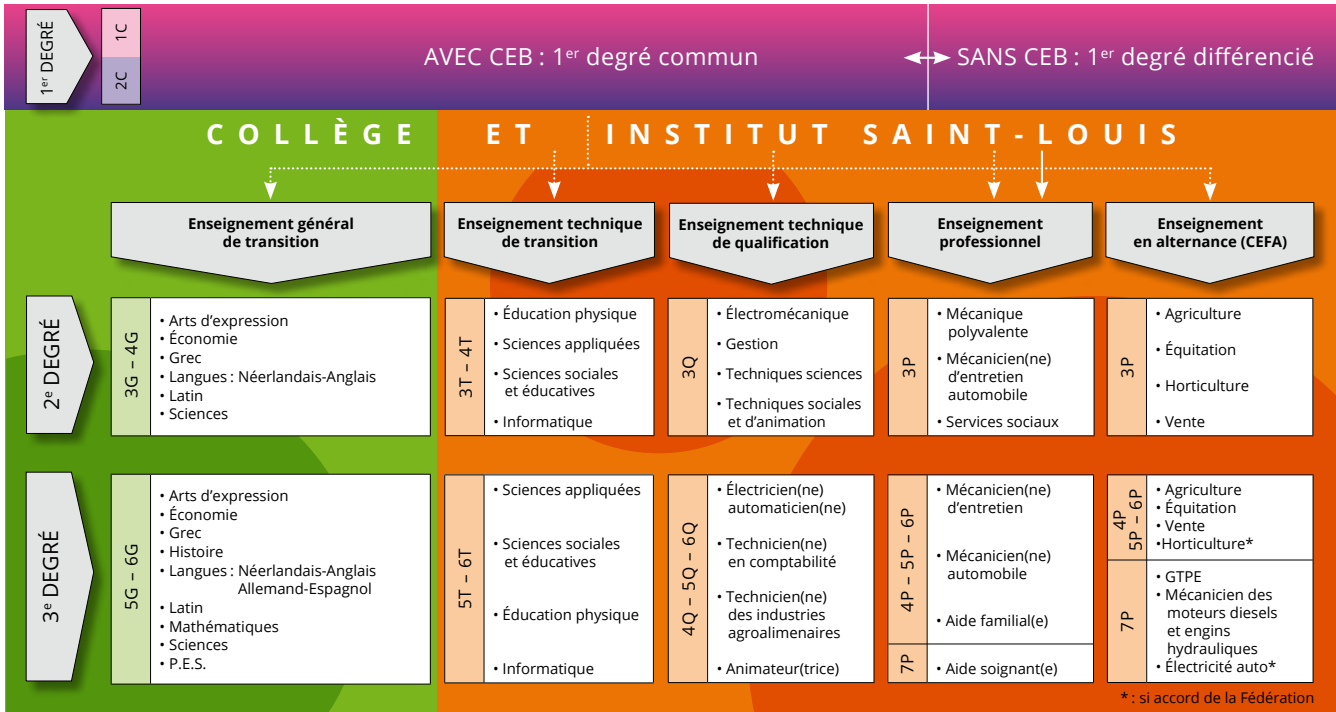 1er DEGRÉ
1C
2C
AVEC CEB : 1er degré commun
SANS CEB : 1er degré différencié
COLLÈGE ET INSTITUT SAINT-LOUIS
Enseignement général
de transition
Enseignement technique
de transition
Enseignement technique
de qualification
Enseignement
professionnel
Enseignement
en alternance (CEFA)
2e DEGRÉ
3G – 4G
• Arts d'expression
• Économie
• Grec
• Langues : Néerlandais-Anglais
• Latin
• Sciences
3T – 4T
• Éducation physique
• Sciences appliquées
• Sciences sociales
et éducatives
• Informatique
3Q
• Électromécanique
• Gestion
• Techniques sciences
• Techniques sociales
et d'animation
3P
• Mécanique
polyvalente
• Mécanicien(ne)
d'entretien
automobile
• Services sociaux
3P
• Agriculture
• Équitation
• Horticulture
• Vente
3e DEGRÉ
5G – 6G
• Arts d'expression
• Économie
• Grec
• Histoire
• Langues : Néerlandais-Anglais
Allemand-Espagnol
• Latin
• Mathématiques
• Sciences
• P.E.S.
5T – 6T
• Sciences appliquées
• Sciences sociales
et éducatives
• Éducation physique
• Informatique
4Q – 5Q – 6Q
• Électricien(ne)
automaticien(ne)
• Technicien(ne)
en comptabilité
• Technicien(ne)
des industries
agroalimenaires
• Animateur(trice)
4P – 5P – 6P
• Mécanicien(ne)
d'entretien
• Mécanicien(ne)
automobile
• Aide familial(e)
7P
• Aide soignant(e)
4P
5P – 6P
• Agriculture
• Équitation
• Vente
•Horticulture*
7P
• GTPE
• Mécanicien des
moteurs diesels
et engins
hydrauliques
• Électricité auto*
* : si accord de la Fédération